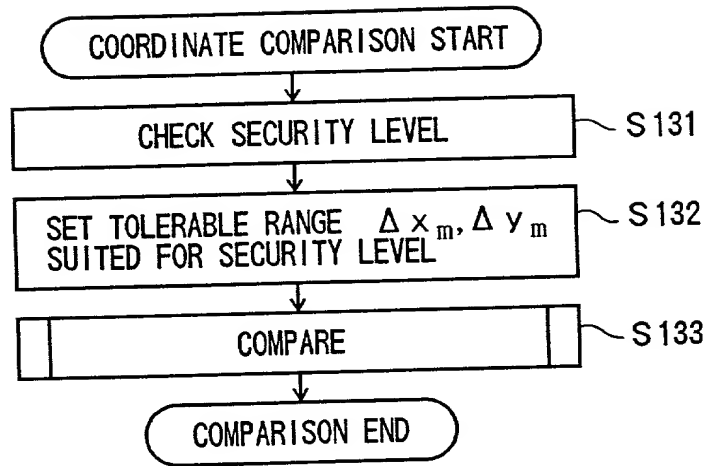 COORDINATE COMPARISON START
CHECK SECURITY LEVEL
S131
SET TOLERABLE RANGE Δxm, Δym
SUITED FOR SECURITY LEVEL
S132
COMPARE
S133
COMPARISON END